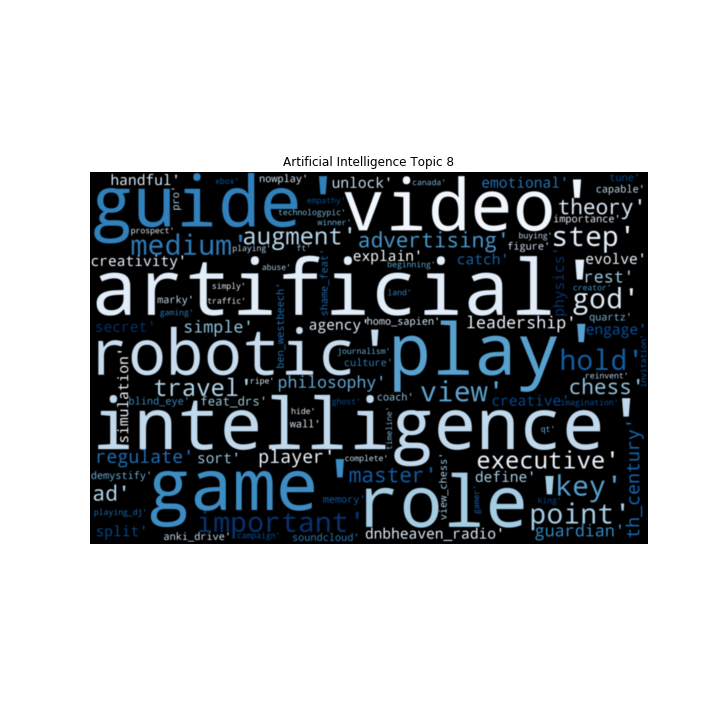 Artificial Intelligence Topic 8
handful'
xbox'
nowplay'
unlock'
canada'
emotional'
tune'
capable'
guide'
pro'
empathy
technologypic'
winner'
video'
theory'
importance'
prospect'
medium'
playing'
augment'
ft'
advertising'
buying'
figure'
step'
creativity'
abuse'
shame_feat'
explain'
beginning'
catch'
physics'
evolve'
rest'
creator'
artificial'
simply'
marky'
traffic'
gaming'
land'
god'
quartz'
secret'
simple'
ben_westbeech'
agency'
homo_sapien'
leadership'
engage'
invitation'
robotic'
play'
journalism'
culture'
hold'
reinvent'
simulation'
travel'
ripe'
philosophy'
view'
chess'
blind_eye'
feat_drs'
ghost'
coach'
creative'
imagination'
intelligence'
hide'
wall'
timeline'
qt'
regulate'
sort'
player'
complete'
view_chess'
executive'
th_century'
demystify'
game'
master'
define'
key'
ad'
memory'
role'
gamer'
king'
playing_dj'
important'
point'
split'
anki_drive'
campaign'
soundcloud'
dnbheaven_radio'
guardian'